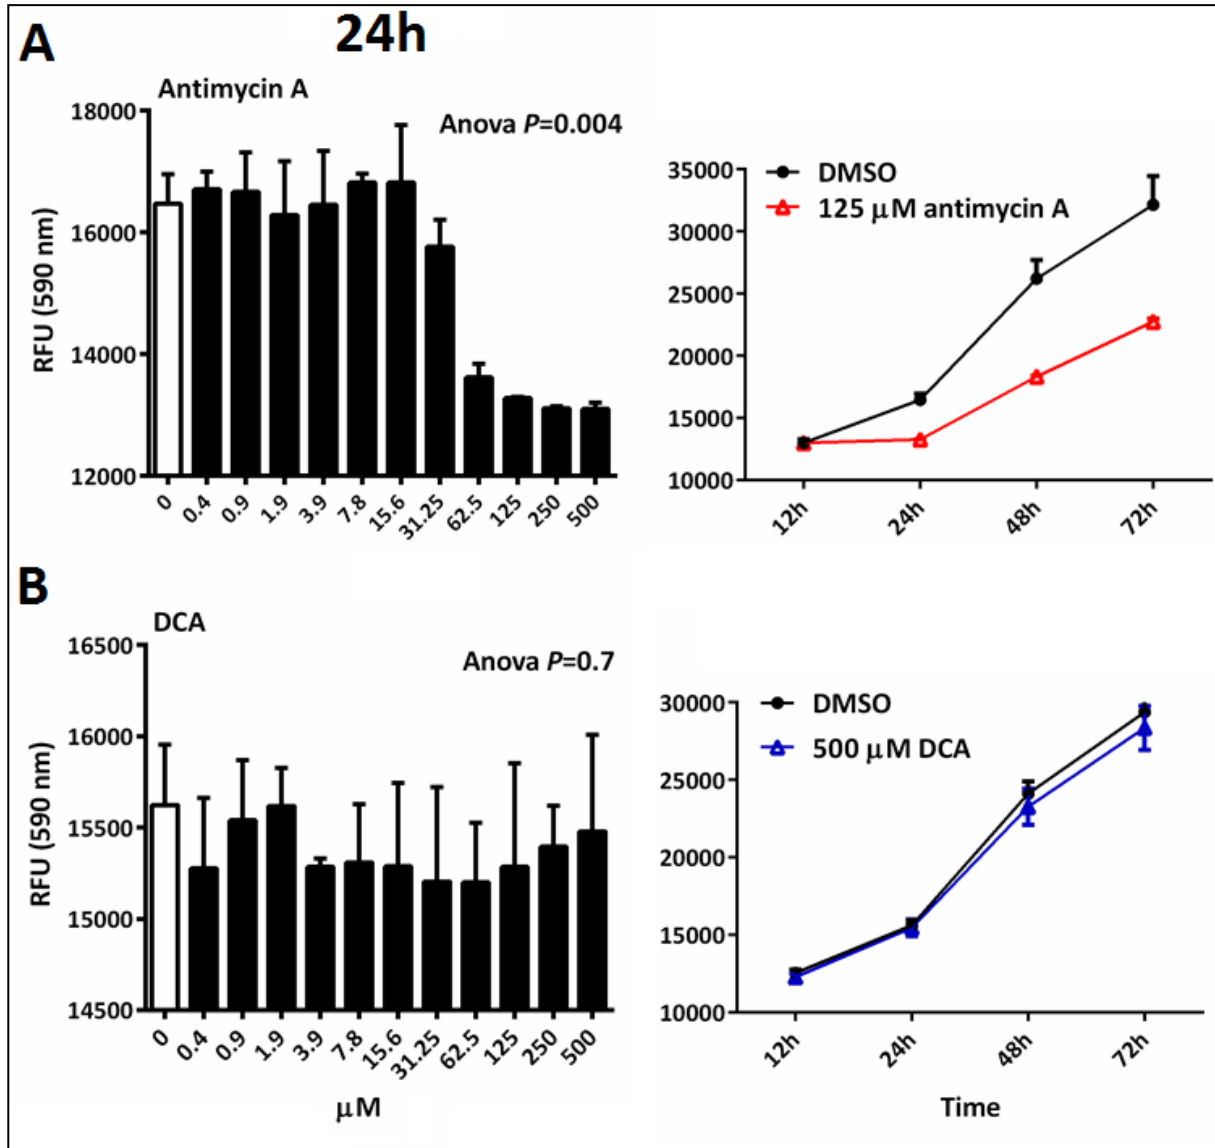 A
24h
Antimycin A
Anova P=0.004
RFU (590 nm)
18000
16000
14000
12000
0 0.4 0.9 1.9 3.9 7.8 15.6 31.25 62.5 125 250 500
DMSO
125 μM antimycin A
35000
30000
25000
20000
15000
10000
12h 24h 48h 72h
B
DCA
Anova P=0.7
RFU (590 nm)
16500
16000
15500
15000
14500
0 0.4 0.9 1.9 3.9 7.8 15.6 31.25 62.5 125 250 500
μM
DMSO
500 μM DCA
30000
25000
20000
15000
10000
12h 24h 48h 72h
Time